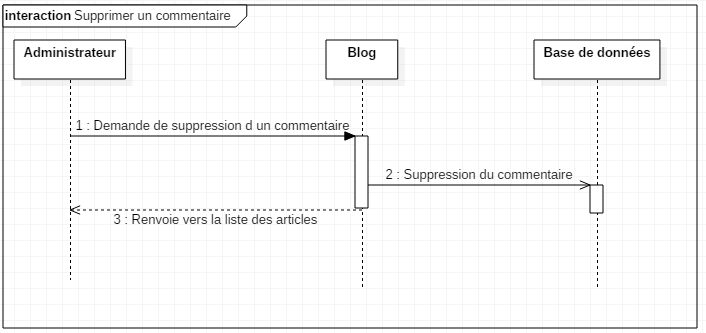 interaction Supprimer un commentaire
Administrateur
Blog
Base de données
1 : Demande de suppression d un commentaire
2 : Suppression du commentaire
3 : Renvoie vers la liste des articles